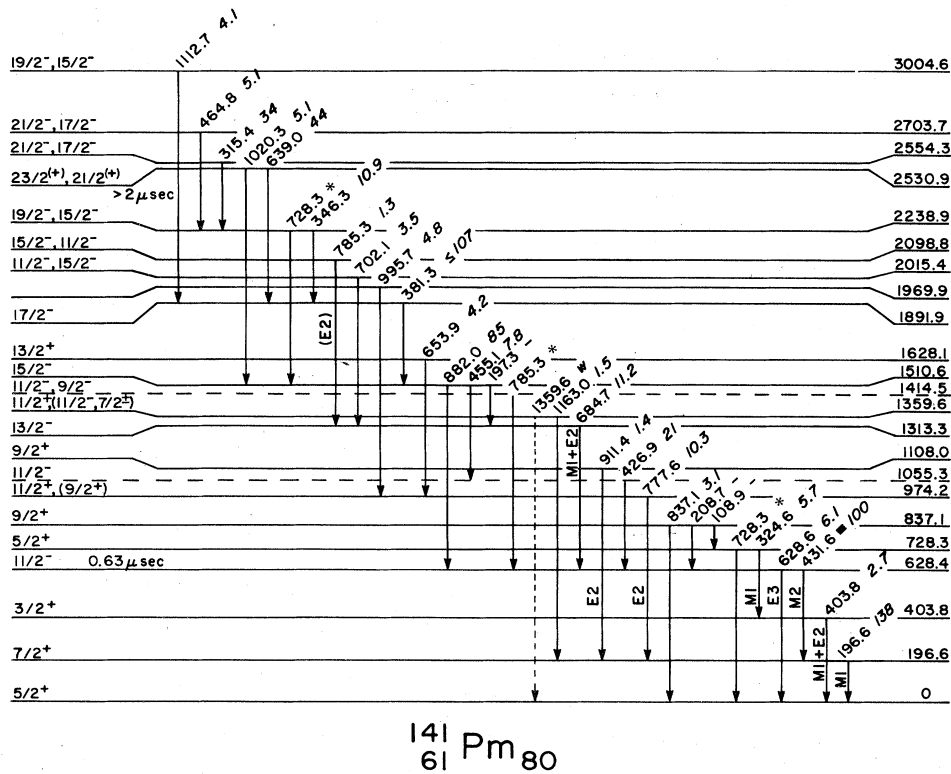 1112.7 4.1
19/2⁻, 15/2⁻ 3004.6
464.8 5.1
21/2⁻, 17/2⁻ 2703.7
315.4 34
1020.3 5.1
639.0 44
21/2⁻, 17/2⁻ 2554.3
23/2⁽⁺⁾, 21/2⁽⁺⁾ 2530.9
>2 μsec
728.3 *
346.3 10.9
19/2⁻, 15/2⁻ 2238.9
785.3 1.3
702.1 3.5
995.7 4.8
381.3 ≤107
15/2⁻, 11/2⁻ 2098.8
11/2⁻, 15/2⁻ 2015.4
1969.9
17/2⁻ 1891.9
(E2)
653.9 4.2
882.0 85
455.1 7.8
197.3 –
785.3 *
1359.6 w
1163.0 1.5
684.7 11.2
13/2⁺ 1628.1
15/2⁻ 1510.6
11/2⁻, 9/2⁻ 1414.5
11/2⁺, (11/2⁻, 7/2±) 1359.6
13/2⁻ 1313.3
M1+E2
911.4 1.4
426.9 21
777.6 10.3
9/2⁺ 1108.0
11/2⁻ 1055.3
11/2⁺, (9/2⁺) 974.2
837.1 3.1
208.7 –
108.9 –
9/2⁺ 837.1
728.3 *
324.6 5.7
5/2⁺ 728.3
628.6 6.1
431.6 ≡100
11/2⁻ 0.63 μsec 628.4
E2
E2
M1
E3
M2
403.8 2.7
3/2⁺ 403.8
196.6 138
7/2⁺ 196.6
M1+E2
M1
5/2⁺ 0
141
61 Pm 80